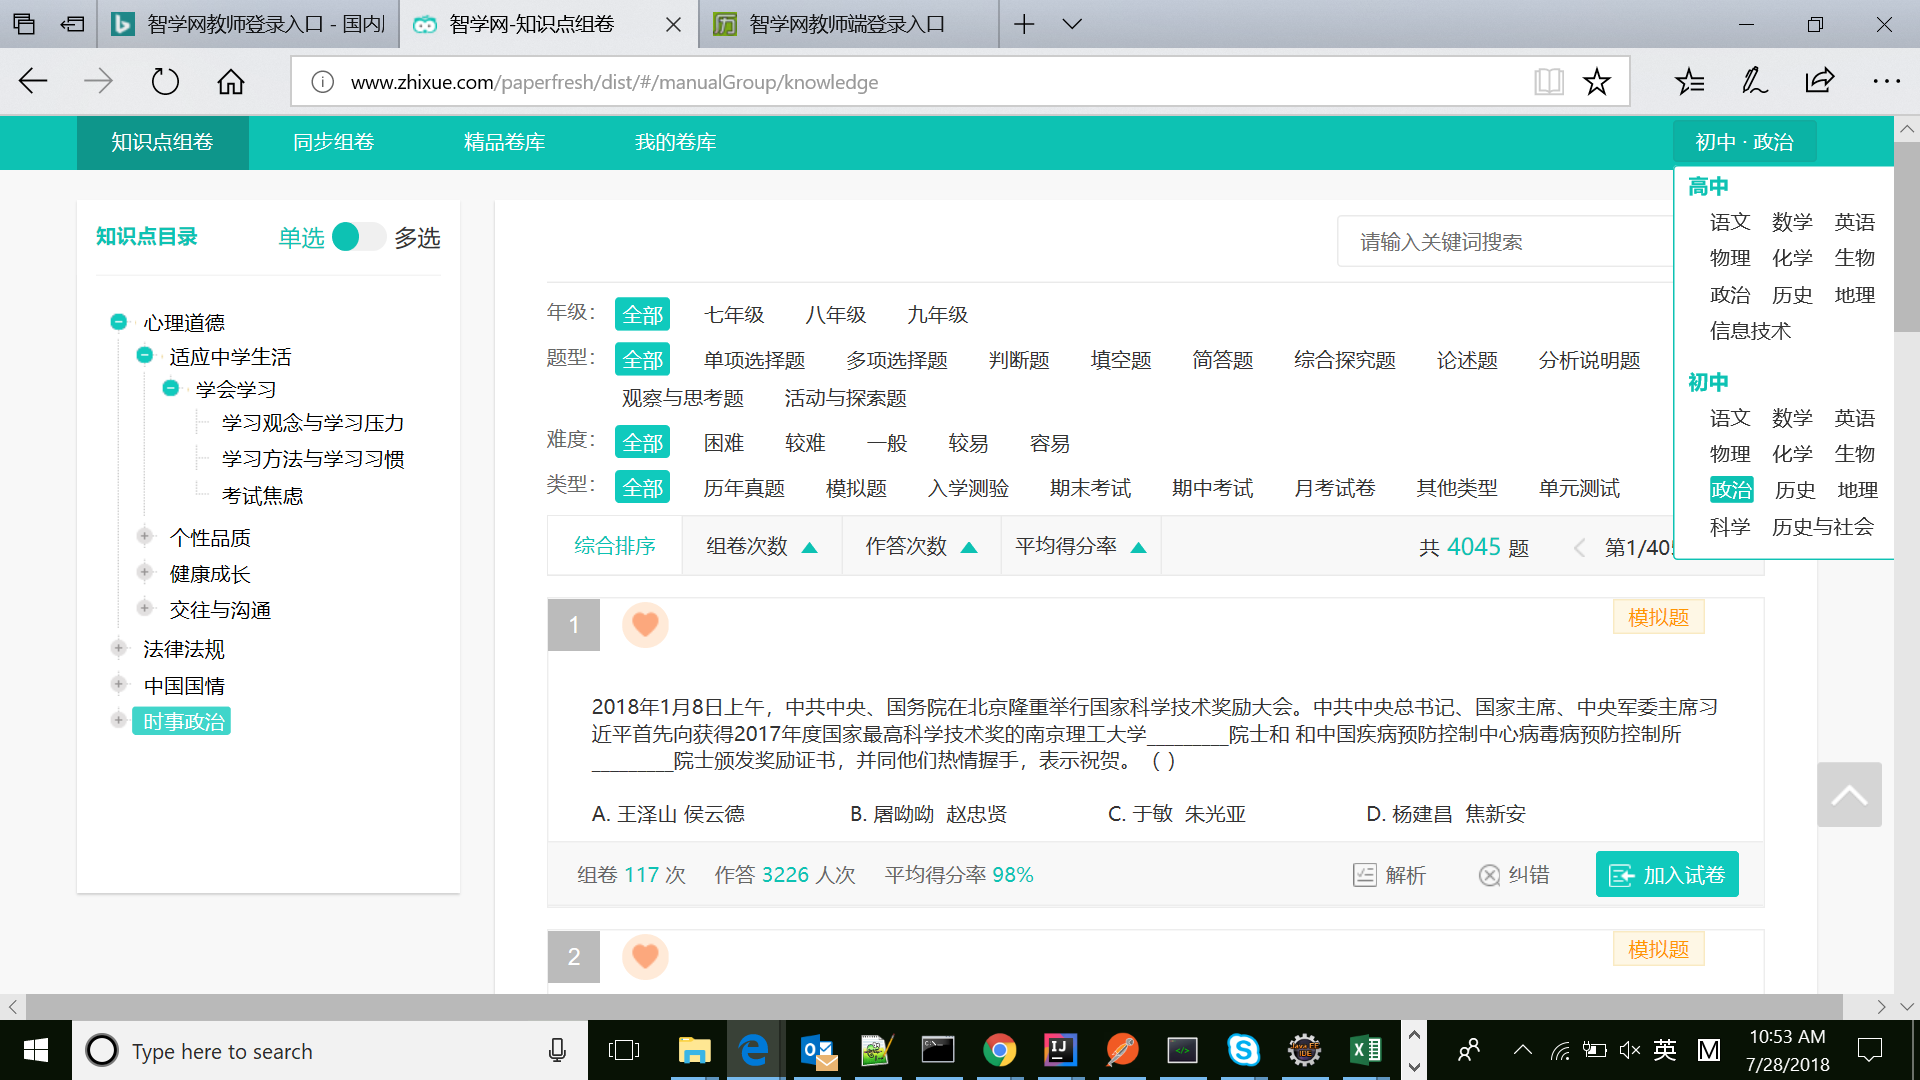 智学网教师登录入口 - 国内
智学网-知识点组卷
智学网教师端登录入口
www.zhixue.com/paperfresh/dist/#/manualGroup/knowledge
知识点组卷 同步组卷 精品卷库 我的卷库 初中 · 政治
高中
语文 数学 英语
物理 化学 生物
政治 历史 地理
信息技术
初中
语文 数学 英语
物理 化学 生物
政治 历史 地理
科学 历史与社会
知识点目录 单选 多选
心理道德
适应中学生活
学会学习
学习观念与学习压力
学习方法与学习习惯
考试焦虑
个性品质
健康成长
交往与沟通
法律法规
中国国情
时事政治
请输入关键词搜索
年级： 全部 七年级 八年级 九年级
题型： 全部 单项选择题 多项选择题 判断题 填空题 简答题 综合探究题 论述题 分析说明题
观察与思考题 活动与探索题
难度： 全部 困难 较难 一般 较易 容易
类型： 全部 历年真题 模拟题 入学测验 期末考试 期中考试 月考试卷 其他类型 单元测试
综合排序 组卷次数 作答次数 平均得分率 共 4045 题 第1/405
1 模拟题
2018年1月8日上午，中共中央、国务院在北京隆重举行国家科学技术奖励大会。中共中央总书记、国家主席、中央军委主席习
近平首先向获得2017年度国家最高科学技术奖的南京理工大学________院士和 和中国疾病预防控制中心病毒病预防控制所
________院士颁发奖励证书，并同他们热情握手，表示祝贺。（ ）
A. 王泽山 侯云德 B. 屠呦呦 赵忠贤 C. 于敏 朱光亚 D. 杨建昌 焦新安
组卷 117 次 作答 3226 人次 平均得分率 98% 解析 纠错 加入试卷
2 模拟题
Type here to search
英 M
10:53 AM
7/28/2018